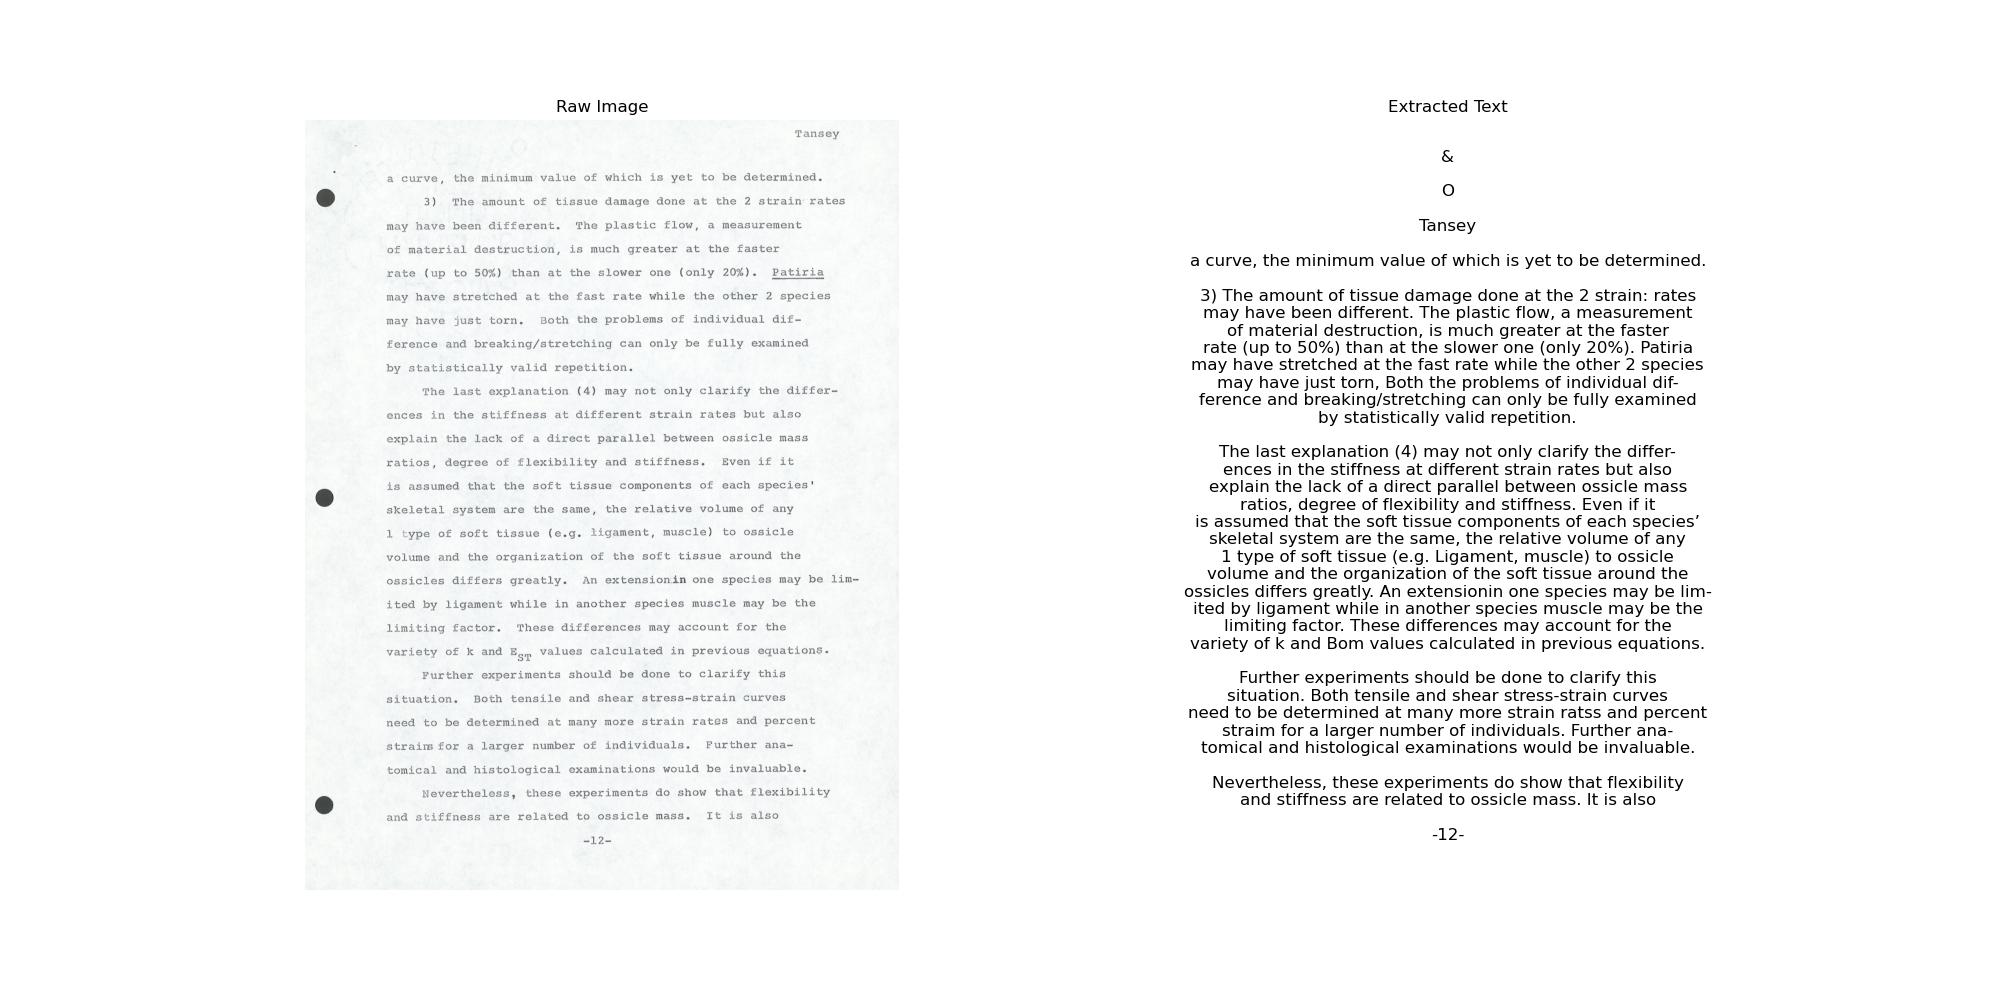 Raw Image
Tansey
a curve, the minimum value of which is yet to be determined.
3) The amount of tissue damage done at the 2 strain rates
may have been different. The plastic flow, a measurement
of material destruction, is much greater at the faster
rate (up to 50%) than at the slower one (only 20%). Patiria
may have stretched at the fast rate while the other 2 species
may have just torn. Both the problems of individual dif-
ference and breaking/stretching can only be fully examined
by statistically valid repetition.
The last explanation (4) may not only clarify the differ-
ences in the stiffness at different strain rates but also
explain the lack of a direct parallel between ossicle mass
ratios, degree of flexibility and stiffness. Even if it
is assumed that the soft tissue components of each species'
skeletal system are the same, the relative volume of any
1 type of soft tissue (e.g. ligament, muscle) to ossicle
volume and the organization of the soft tissue around the
ossicles differs greatly. An extensionin one species may be lim-
ited by ligament while in another species muscle may be the
limiting factor. These differences may account for the
variety of k and EST values calculated in previous equations.
Further experiments should be done to clarify this
situation. Both tensile and shear stress-strain curves
need to be determined at many more strain ratss and percent
strains for a larger number of individuals. Further ana-
tomical and histological examinations would be invaluable.
Nevertheless, these experiments do show that flexibility
and stiffness are related to ossicle mass. It is also
-12-
Extracted Text
&
O
Tansey
a curve, the minimum value of which is yet to be determined.
3) The amount of tissue damage done at the 2 strain: rates
may have been different. The plastic flow, a measurement
of material destruction, is much greater at the faster
rate (up to 50%) than at the slower one (only 20%). Patiria
may have stretched at the fast rate while the other 2 species
may have just torn, Both the problems of individual dif-
ference and breaking/stretching can only be fully examined
by statistically valid repetition.
The last explanation (4) may not only clarify the differ-
ences in the stiffness at different strain rates but also
explain the lack of a direct parallel between ossicle mass
ratios, degree of flexibility and stiffness. Even if it
is assumed that the soft tissue components of each species’
skeletal system are the same, the relative volume of any
1 type of soft tissue (e.g. Ligament, muscle) to ossicle
volume and the organization of the soft tissue around the
ossicles differs greatly. An extensionin one species may be lim-
ited by ligament while in another species muscle may be the
limiting factor. These differences may account for the
variety of k and Bom values calculated in previous equations.
Further experiments should be done to clarify this
situation. Both tensile and shear stress-strain curves
need to be determined at many more strain ratss and percent
straim for a larger number of individuals. Further ana-
tomical and histological examinations would be invaluable.
Nevertheless, these experiments do show that flexibility
and stiffness are related to ossicle mass. It is also
-12-